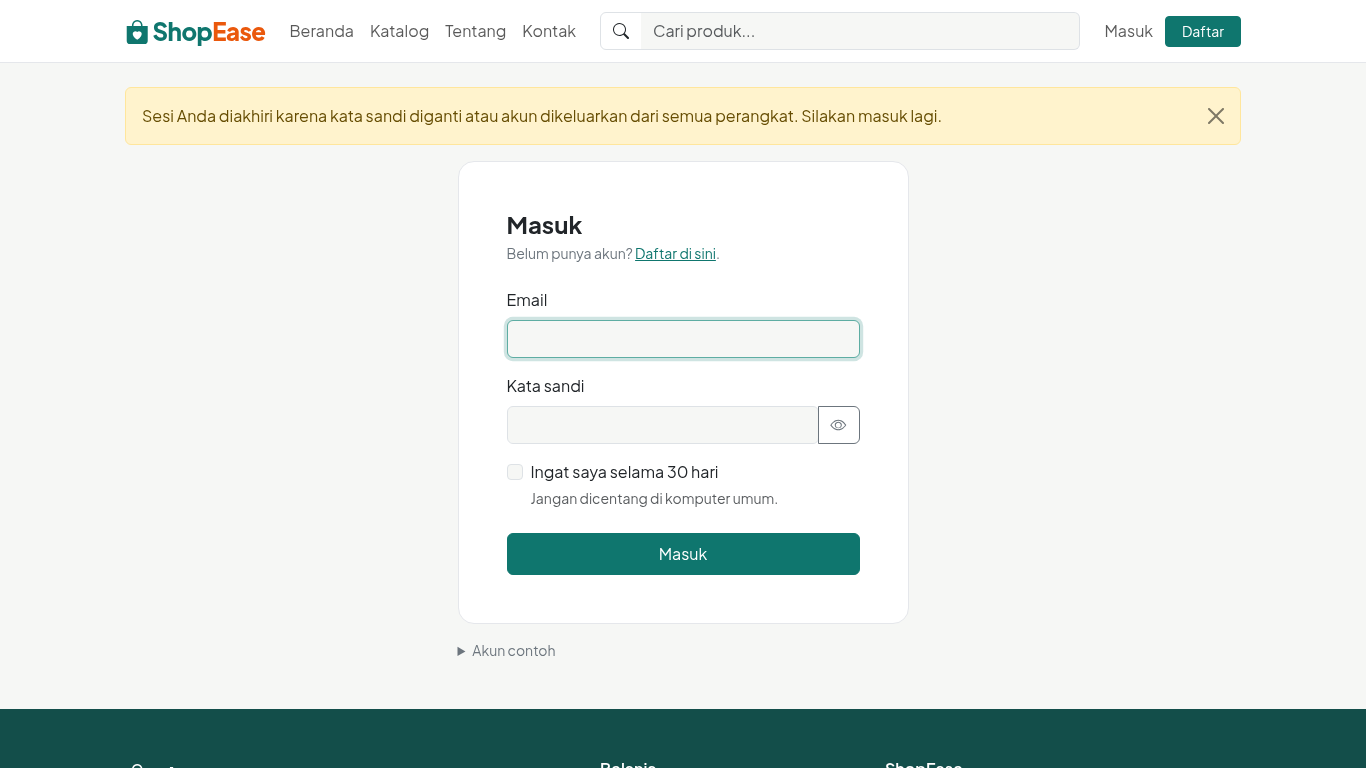 ShopEase
Beranda Katalog Tentang Kontak Cari produk... Masuk Daftar
Sesi Anda diakhiri karena kata sandi diganti atau akun dikeluarkan dari semua perangkat. Silakan masuk lagi.
Masuk
Belum punya akun? Daftar di sini.
Email
Kata sandi
Ingat saya selama 30 hari
Jangan dicentang di komputer umum.
Masuk
Akun contoh
Belanja ShopEase